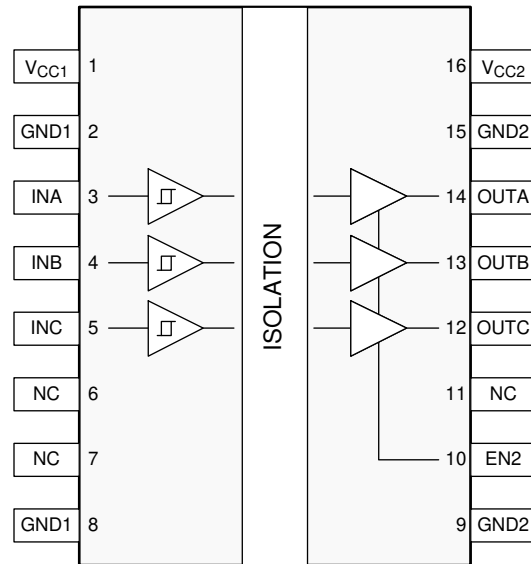 VCC1 1 16 VCC2
GND1 2 15 GND2
INA 3 14 OUTA
INB 4 13 OUTB
INC 5 12 OUTC
NC 6 11 NC
NC 7 10 EN2
GND1 8 9 GND2
ISOLATION